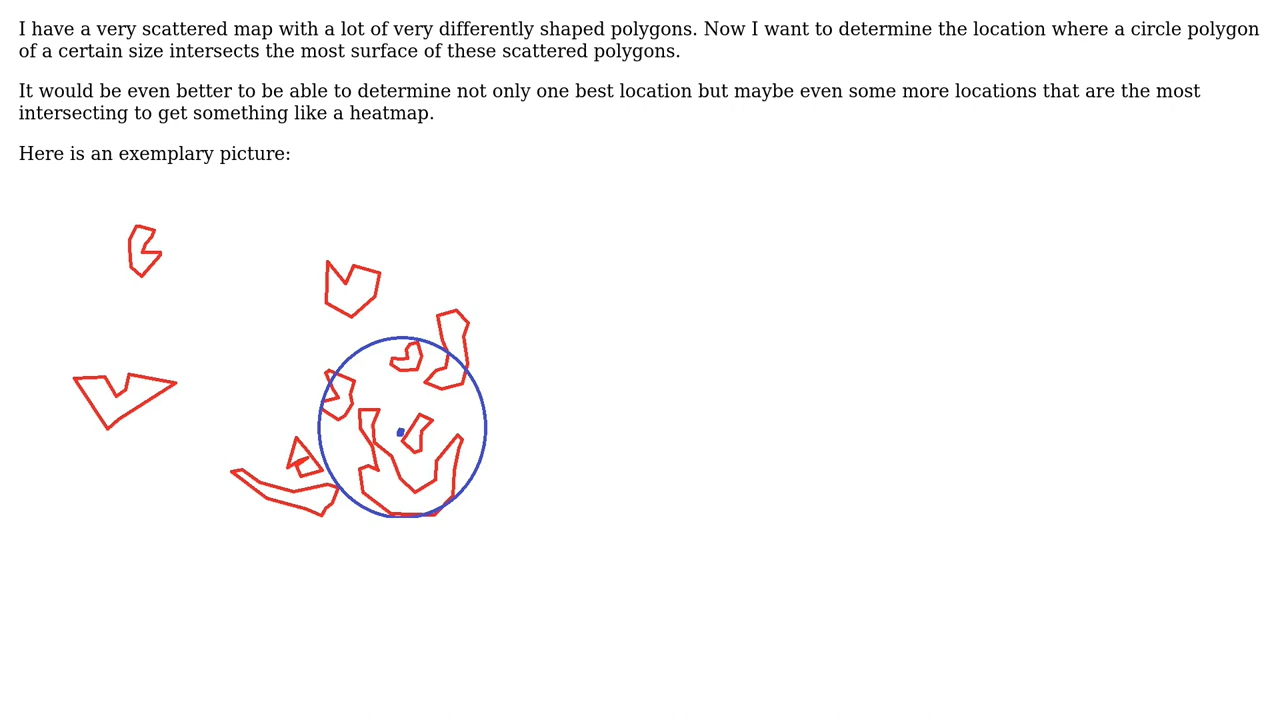 I have a very scattered map with a lot of very differently shaped polygons. Now I want to determine the location where a circle polygon
of a certain size intersects the most surface of these scattered polygons.
It would be even better to be able to determine not only one best location but maybe even some more locations that are the most
intersecting to get something like a heatmap.
Here is an exemplary picture: